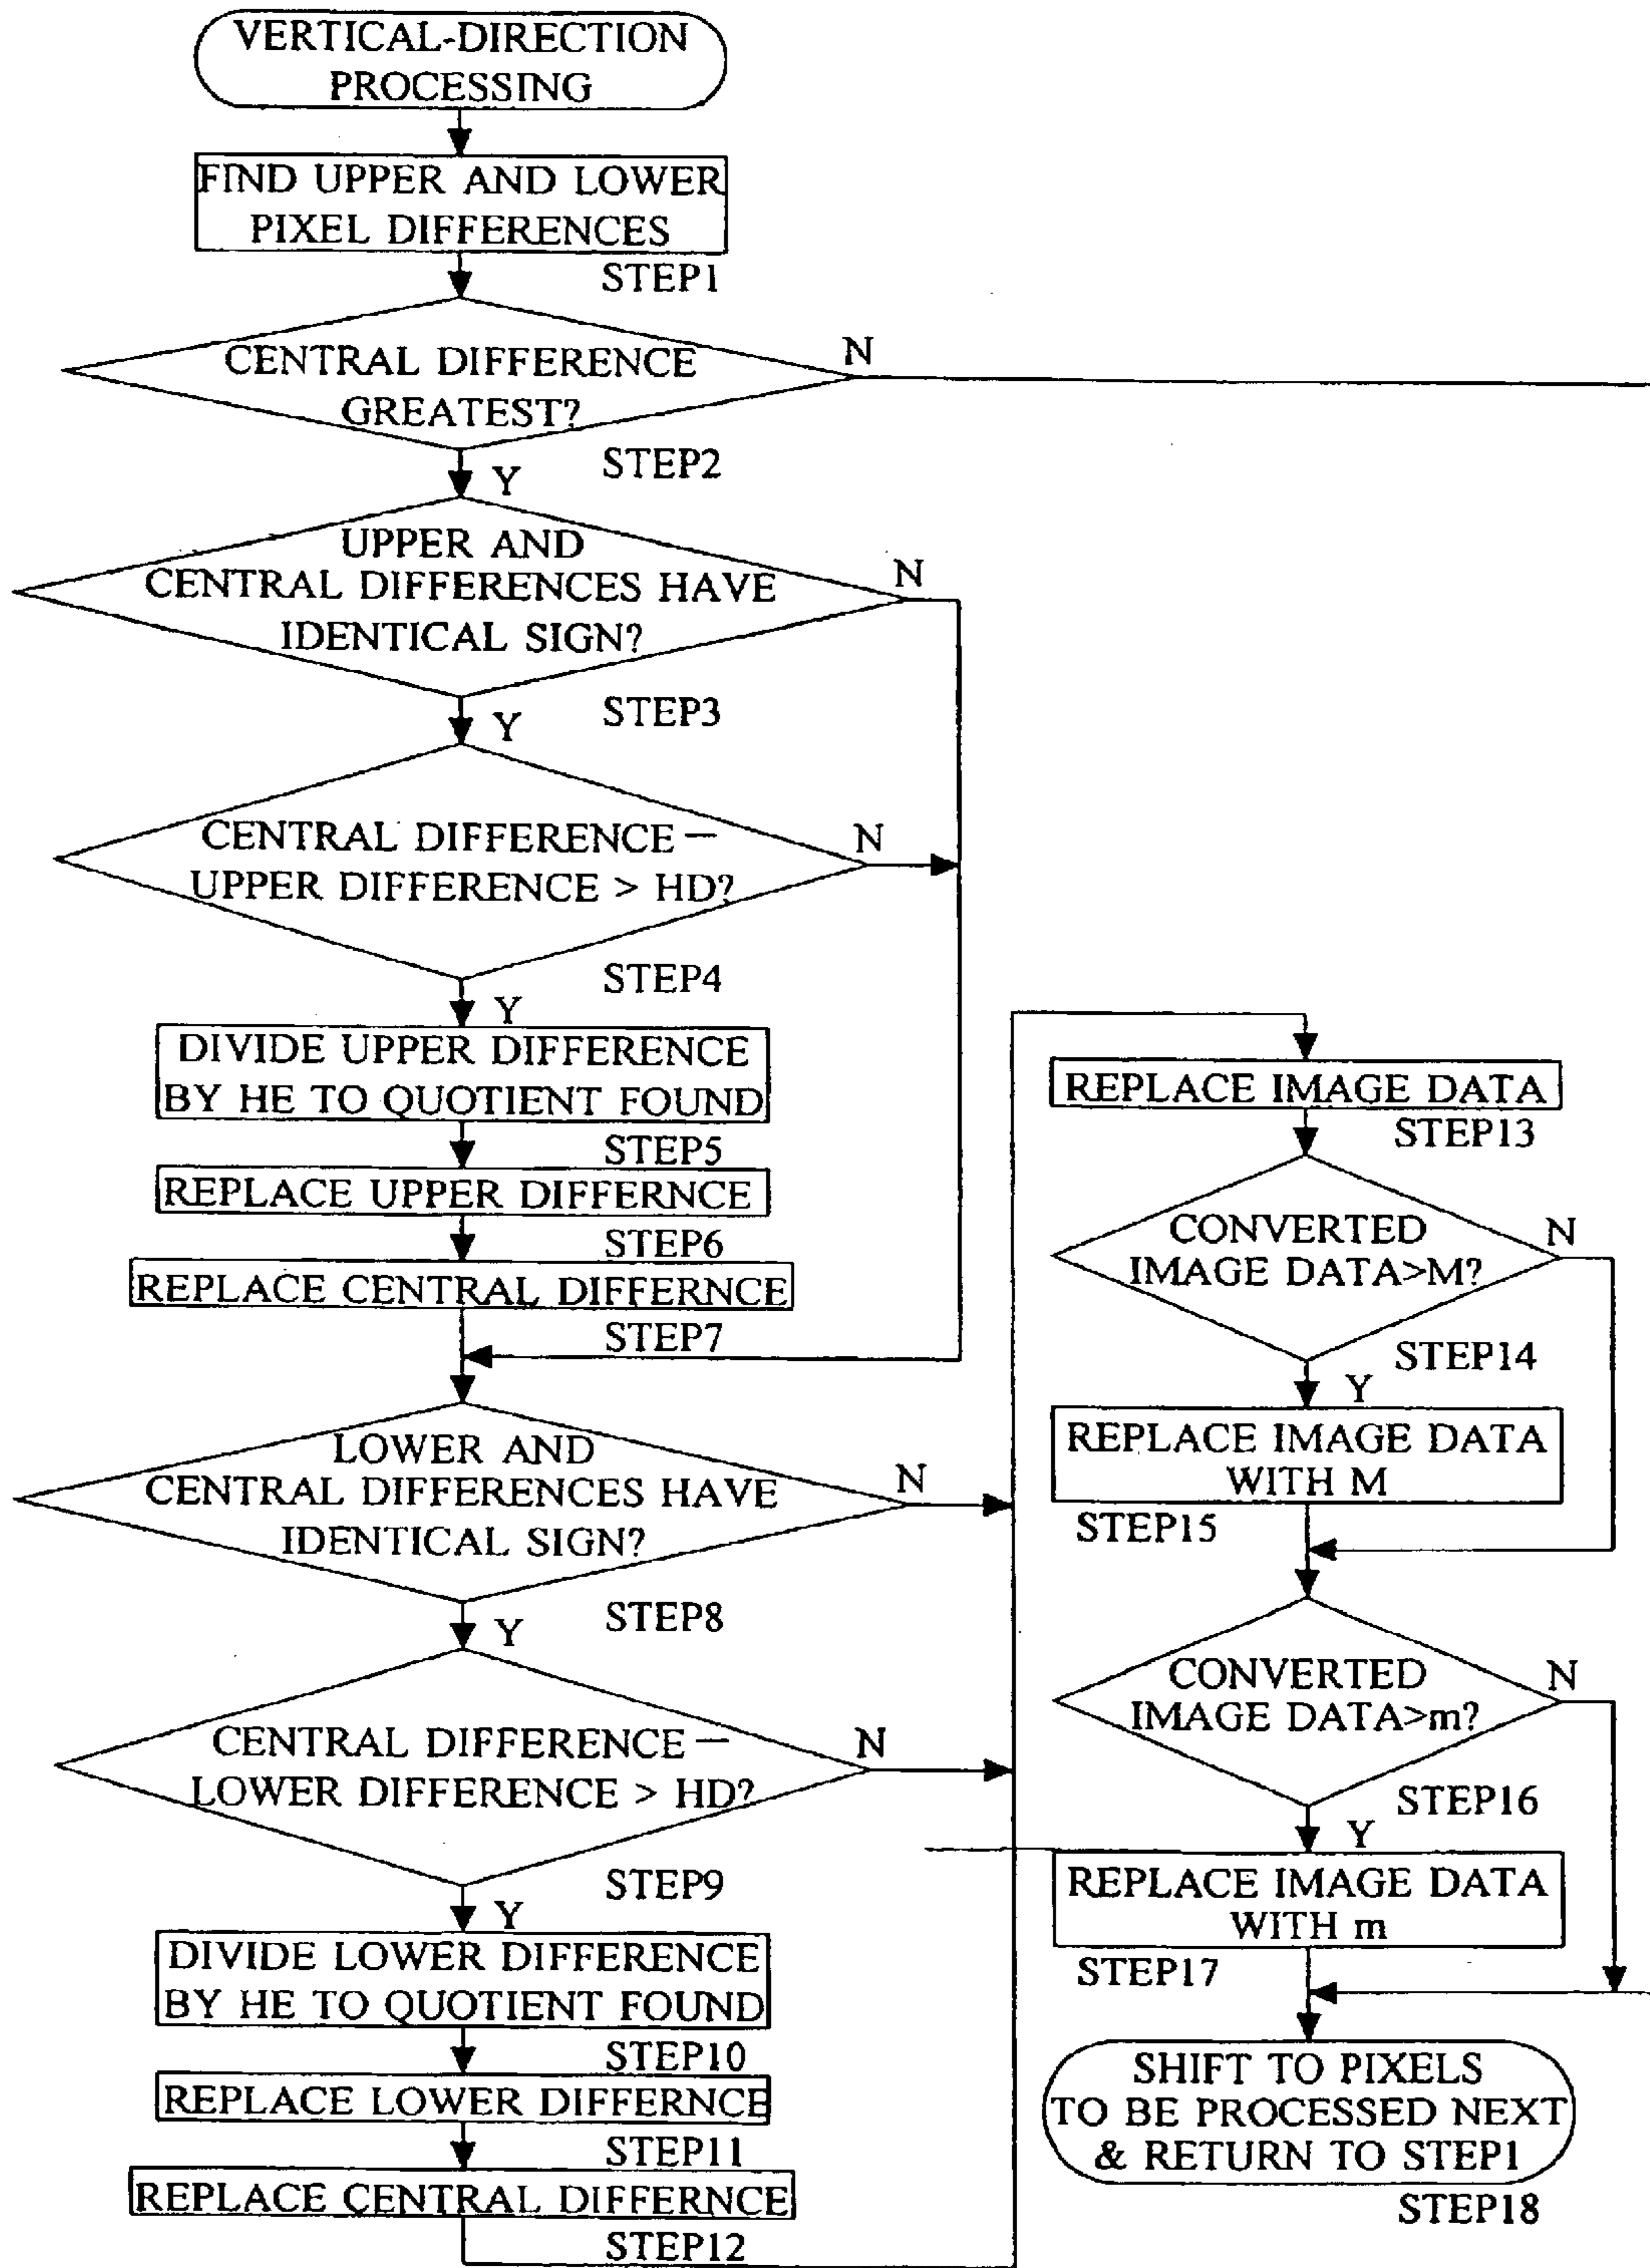 VERTICAL-DIRECTION
PROCESSING
FIND UPPER AND LOWER
PIXEL DIFFERENCES
STEP1
CENTRAL DIFFERENCE
GREATEST?
N
STEP2
Y
UPPER AND
CENTRAL DIFFERENCES HAVE
IDENTICAL SIGN?
N
STEP3
Y
CENTRAL DIFFERENCE —
UPPER DIFFERENCE > HD?
N
STEP4
Y
DIVIDE UPPER DIFFERENCE
BY HE TO QUOTIENT FOUND
STEP5
REPLACE UPPER DIFFERNCE
STEP6
REPLACE CENTRAL DIFFERNCE
STEP7
LOWER AND
CENTRAL DIFFERENCES HAVE
IDENTICAL SIGN?
N
STEP8
Y
CENTRAL DIFFERENCE —
LOWER DIFFERENCE > HD?
N
STEP9
Y
DIVIDE LOWER DIFFERENCE
BY HE TO QUOTIENT FOUND
STEP10
REPLACE LOWER DIFFERNCE
STEP11
REPLACE CENTRAL DIFFERNCE
STEP12
REPLACE IMAGE DATA
STEP13
CONVERTED
IMAGE DATA>M?
N
STEP14
Y
REPLACE IMAGE DATA
WITH M
STEP15
CONVERTED
IMAGE DATA>m?
N
STEP16
Y
REPLACE IMAGE DATA
WITH m
STEP17
SHIFT TO PIXELS
TO BE PROCESSED NEXT
& RETURN TO STEP1
STEP18